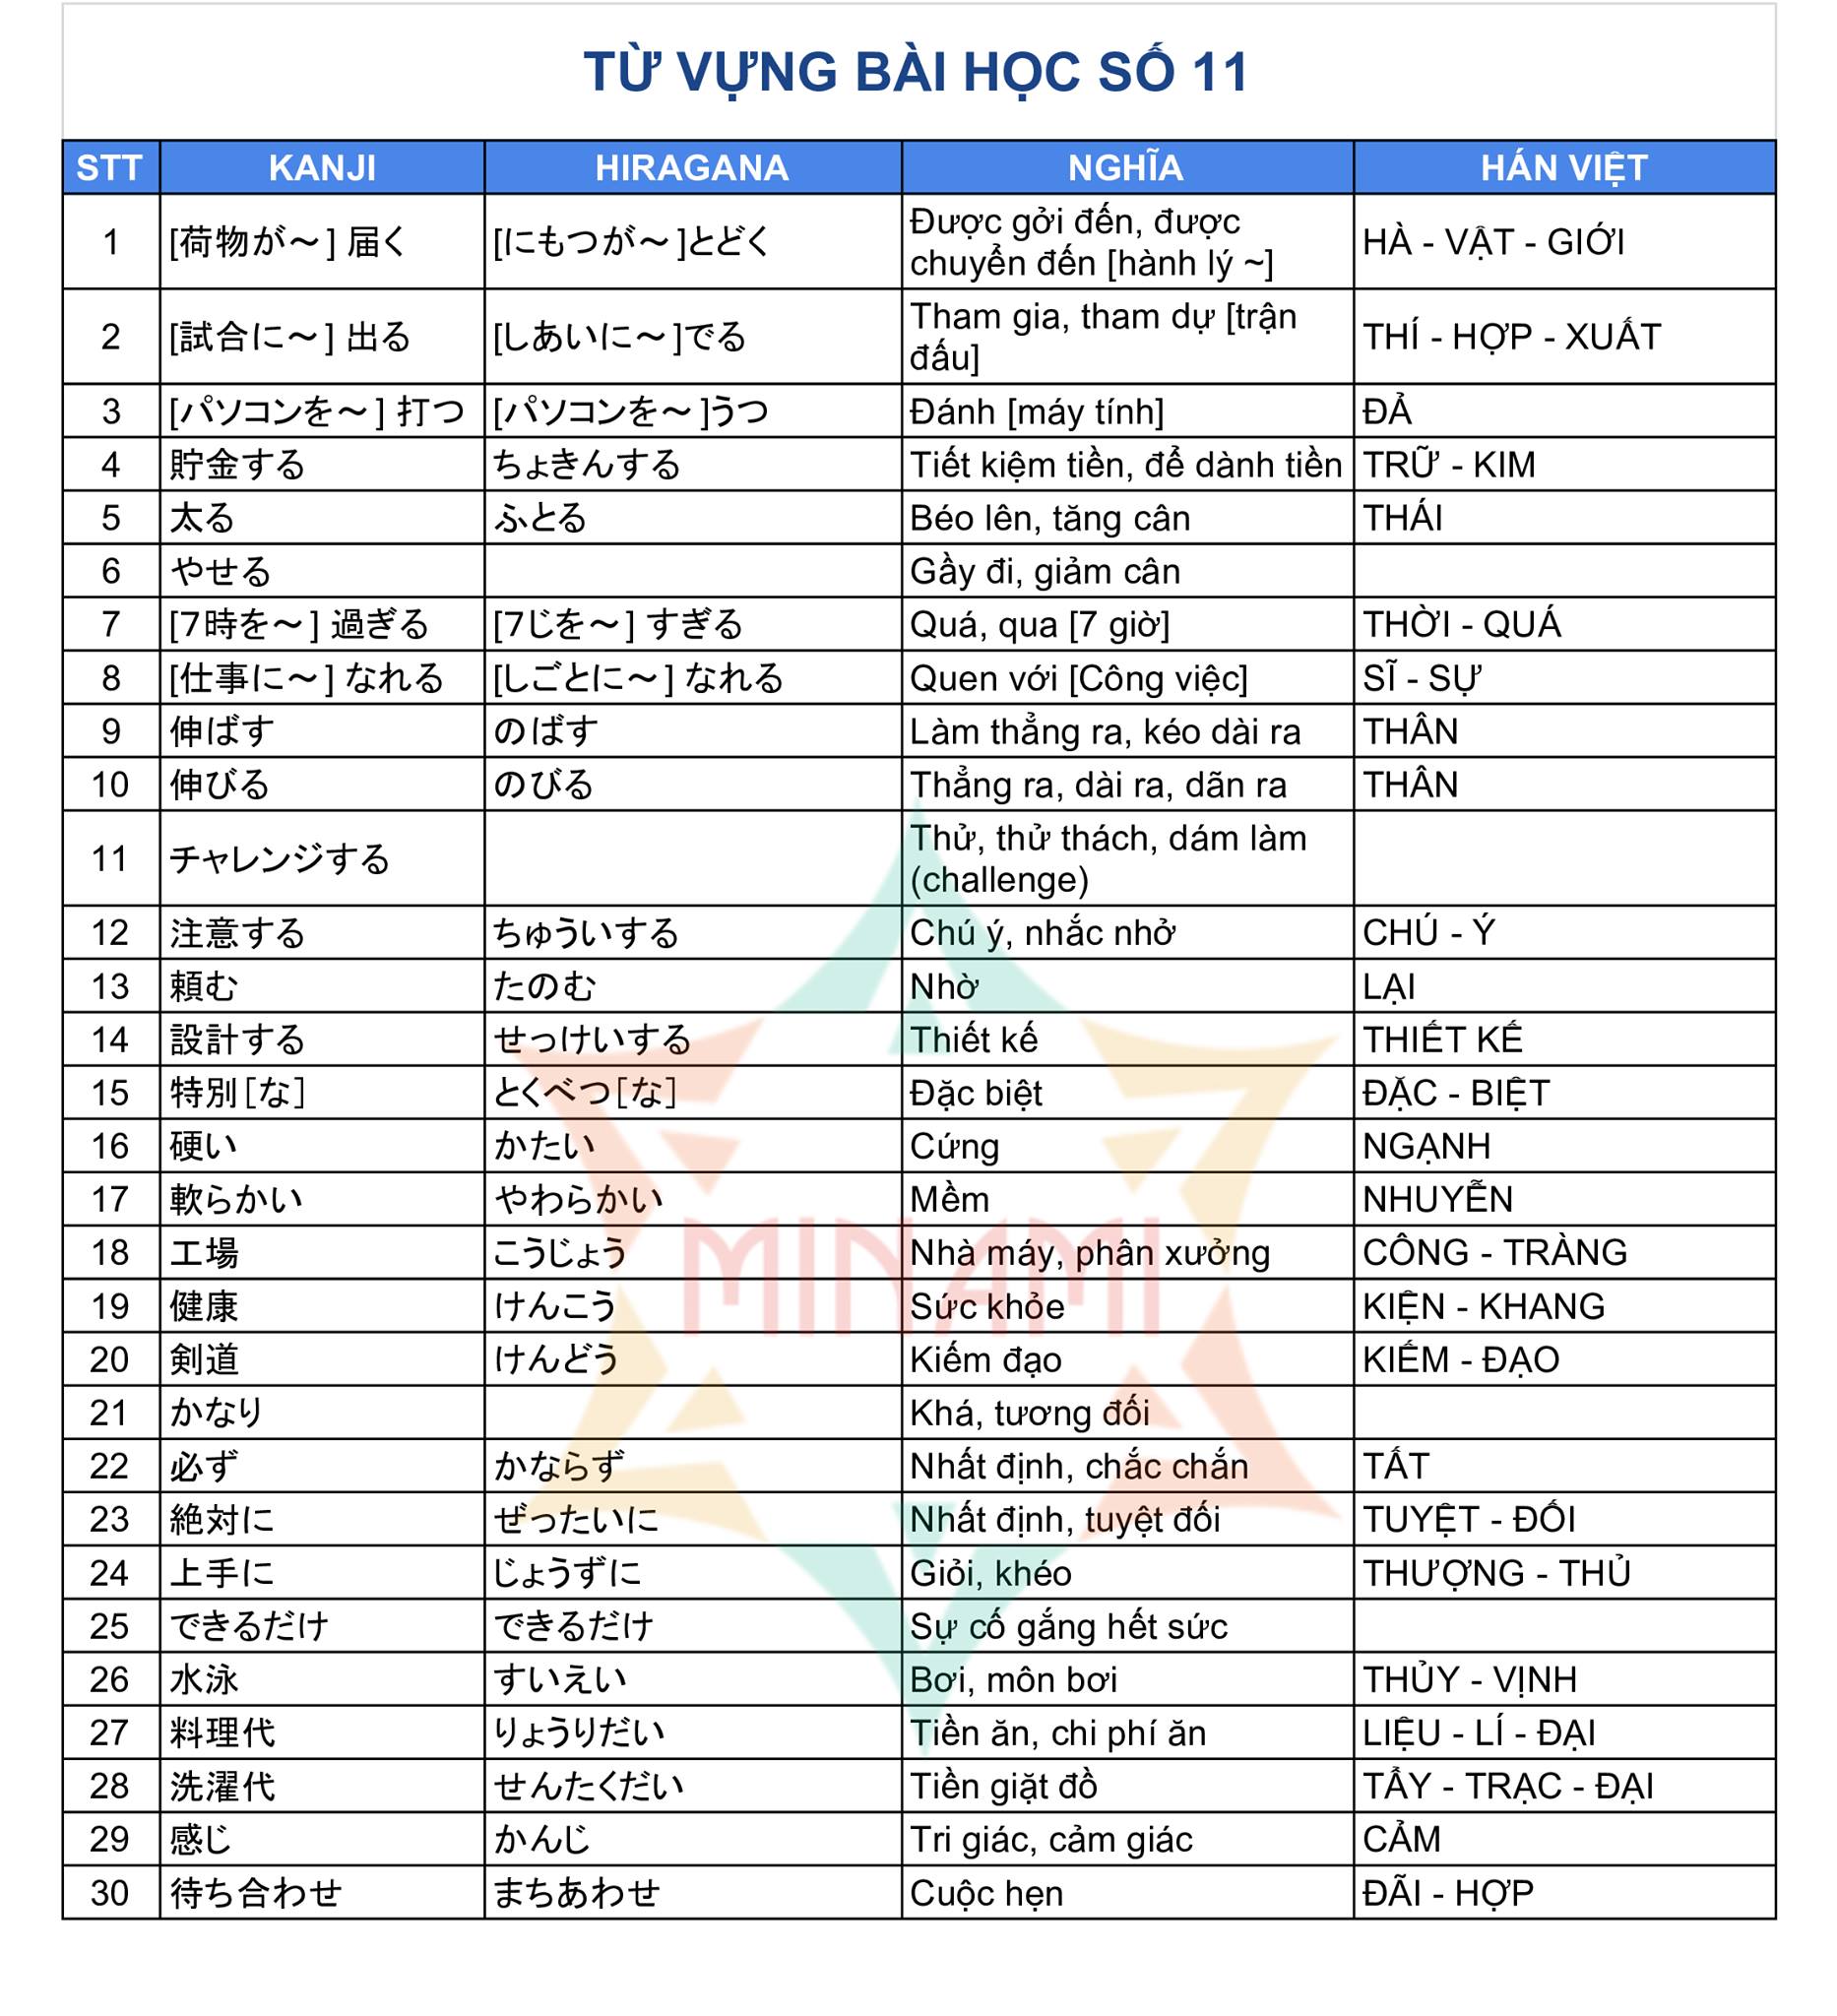 TỪ VỰNG BÀI HỌC SỐ 11
STT KANJI HIRAGANA NGHĨA HÁN VIỆT
1 [荷物が～] 届く [にもつが～]とどく Được gởi đến, được chuyển đến [hành lý ~] HÀ - VẬT - GIỚI
2 [試合に～] 出る [しあいに～]でる Tham gia, tham dự [trận đấu] THÍ - HỢP - XUẤT
3 [パソコンを～] 打つ [パソコンを～]うつ Đánh [máy tính] ĐẢ
4 貯金する ちょきんする Tiết kiệm tiền, để dành tiền TRỮ - KIM
5 太る ふとる Béo lên, tăng cân THÁI
6 やせる Gầy đi, giảm cân
7 [7時を～] 過ぎる [7じを～] すぎる Quá, qua [7 giờ] THỜI - QUÁ
8 [仕事に～] なれる [しごとに～] なれる Quen với [Công việc] SĨ - SỰ
9 伸ばす のばす Làm thẳng ra, kéo dài ra THÂN
10 伸びる のびる Thẳng ra, dài ra, dãn ra THÂN
11 チャレンジする Thử, thử thách, dám làm (challenge)
12 注意する ちゅういする Chú ý, nhắc nhở CHÚ - Ý
13 頼む たのむ Nhờ LẠI
14 設計する せっけいする Thiết kế THIẾT KẾ
15 特別［な］ とくべつ［な］ Đặc biệt ĐẶC - BIỆT
16 硬い かたい Cứng NGẠNH
17 軟らかい やわらかい Mềm NHUYỄN
18 工場 こうじょう Nhà máy, phân xưởng CÔNG - TRÀNG
19 健康 けんこう Sức khỏe KIỆN - KHANG
20 剣道 けんどう Kiếm đạo KIẾM - ĐẠO
21 かなり Khá, tương đối
22 必ず かならず Nhất định, chắc chắn TẤT
23 絶対に ぜったいに Nhất định, tuyệt đối TUYỆT - ĐỐI
24 上手に じょうずに Giỏi, khéo THƯỢNG - THỦ
25 できるだけ できるだけ Sự cố gắng hết sức
26 水泳 すいえい Bơi, môn bơi THỦY - VỊNH
27 料理代 りょうりだい Tiền ăn, chi phí ăn LIỆU - LÍ - ĐẠI
28 洗濯代 せんたくだい Tiền giặt đồ TẨY - TRẠC - ĐẠI
29 感じ かんじ Tri giác, cảm giác CẢM
30 待ち合わせ まちあわせ Cuộc hẹn ĐÃI - HỢP
MINAMI